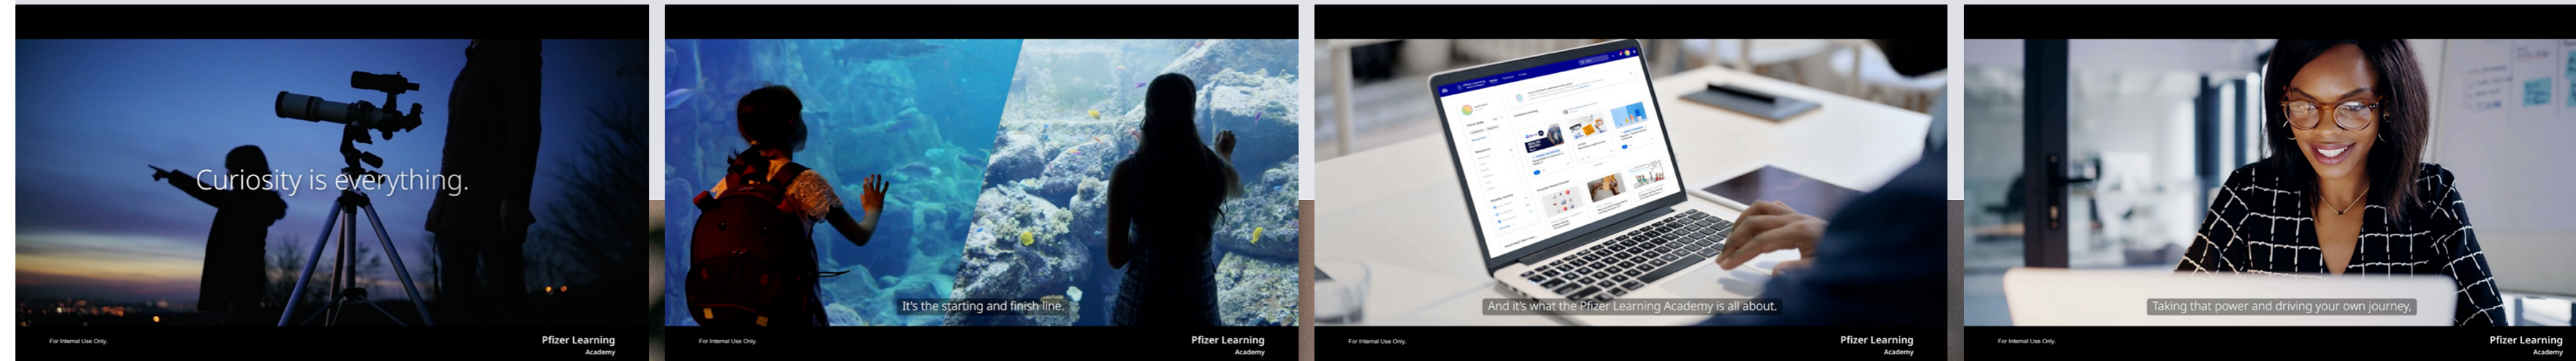 Curiosity is everything.
For Internal Use Only.
Pfizer Learning
Academy
It's the starting and finish line.
For Internal Use Only.
Pfizer Learning
Academy
And it's what the Pfizer Learning Academy is all about.
For Internal Use Only.
Pfizer Learning
Academy
Taking that power and driving your own journey,
For Internal Use Only.
Pfizer Learning
Academy